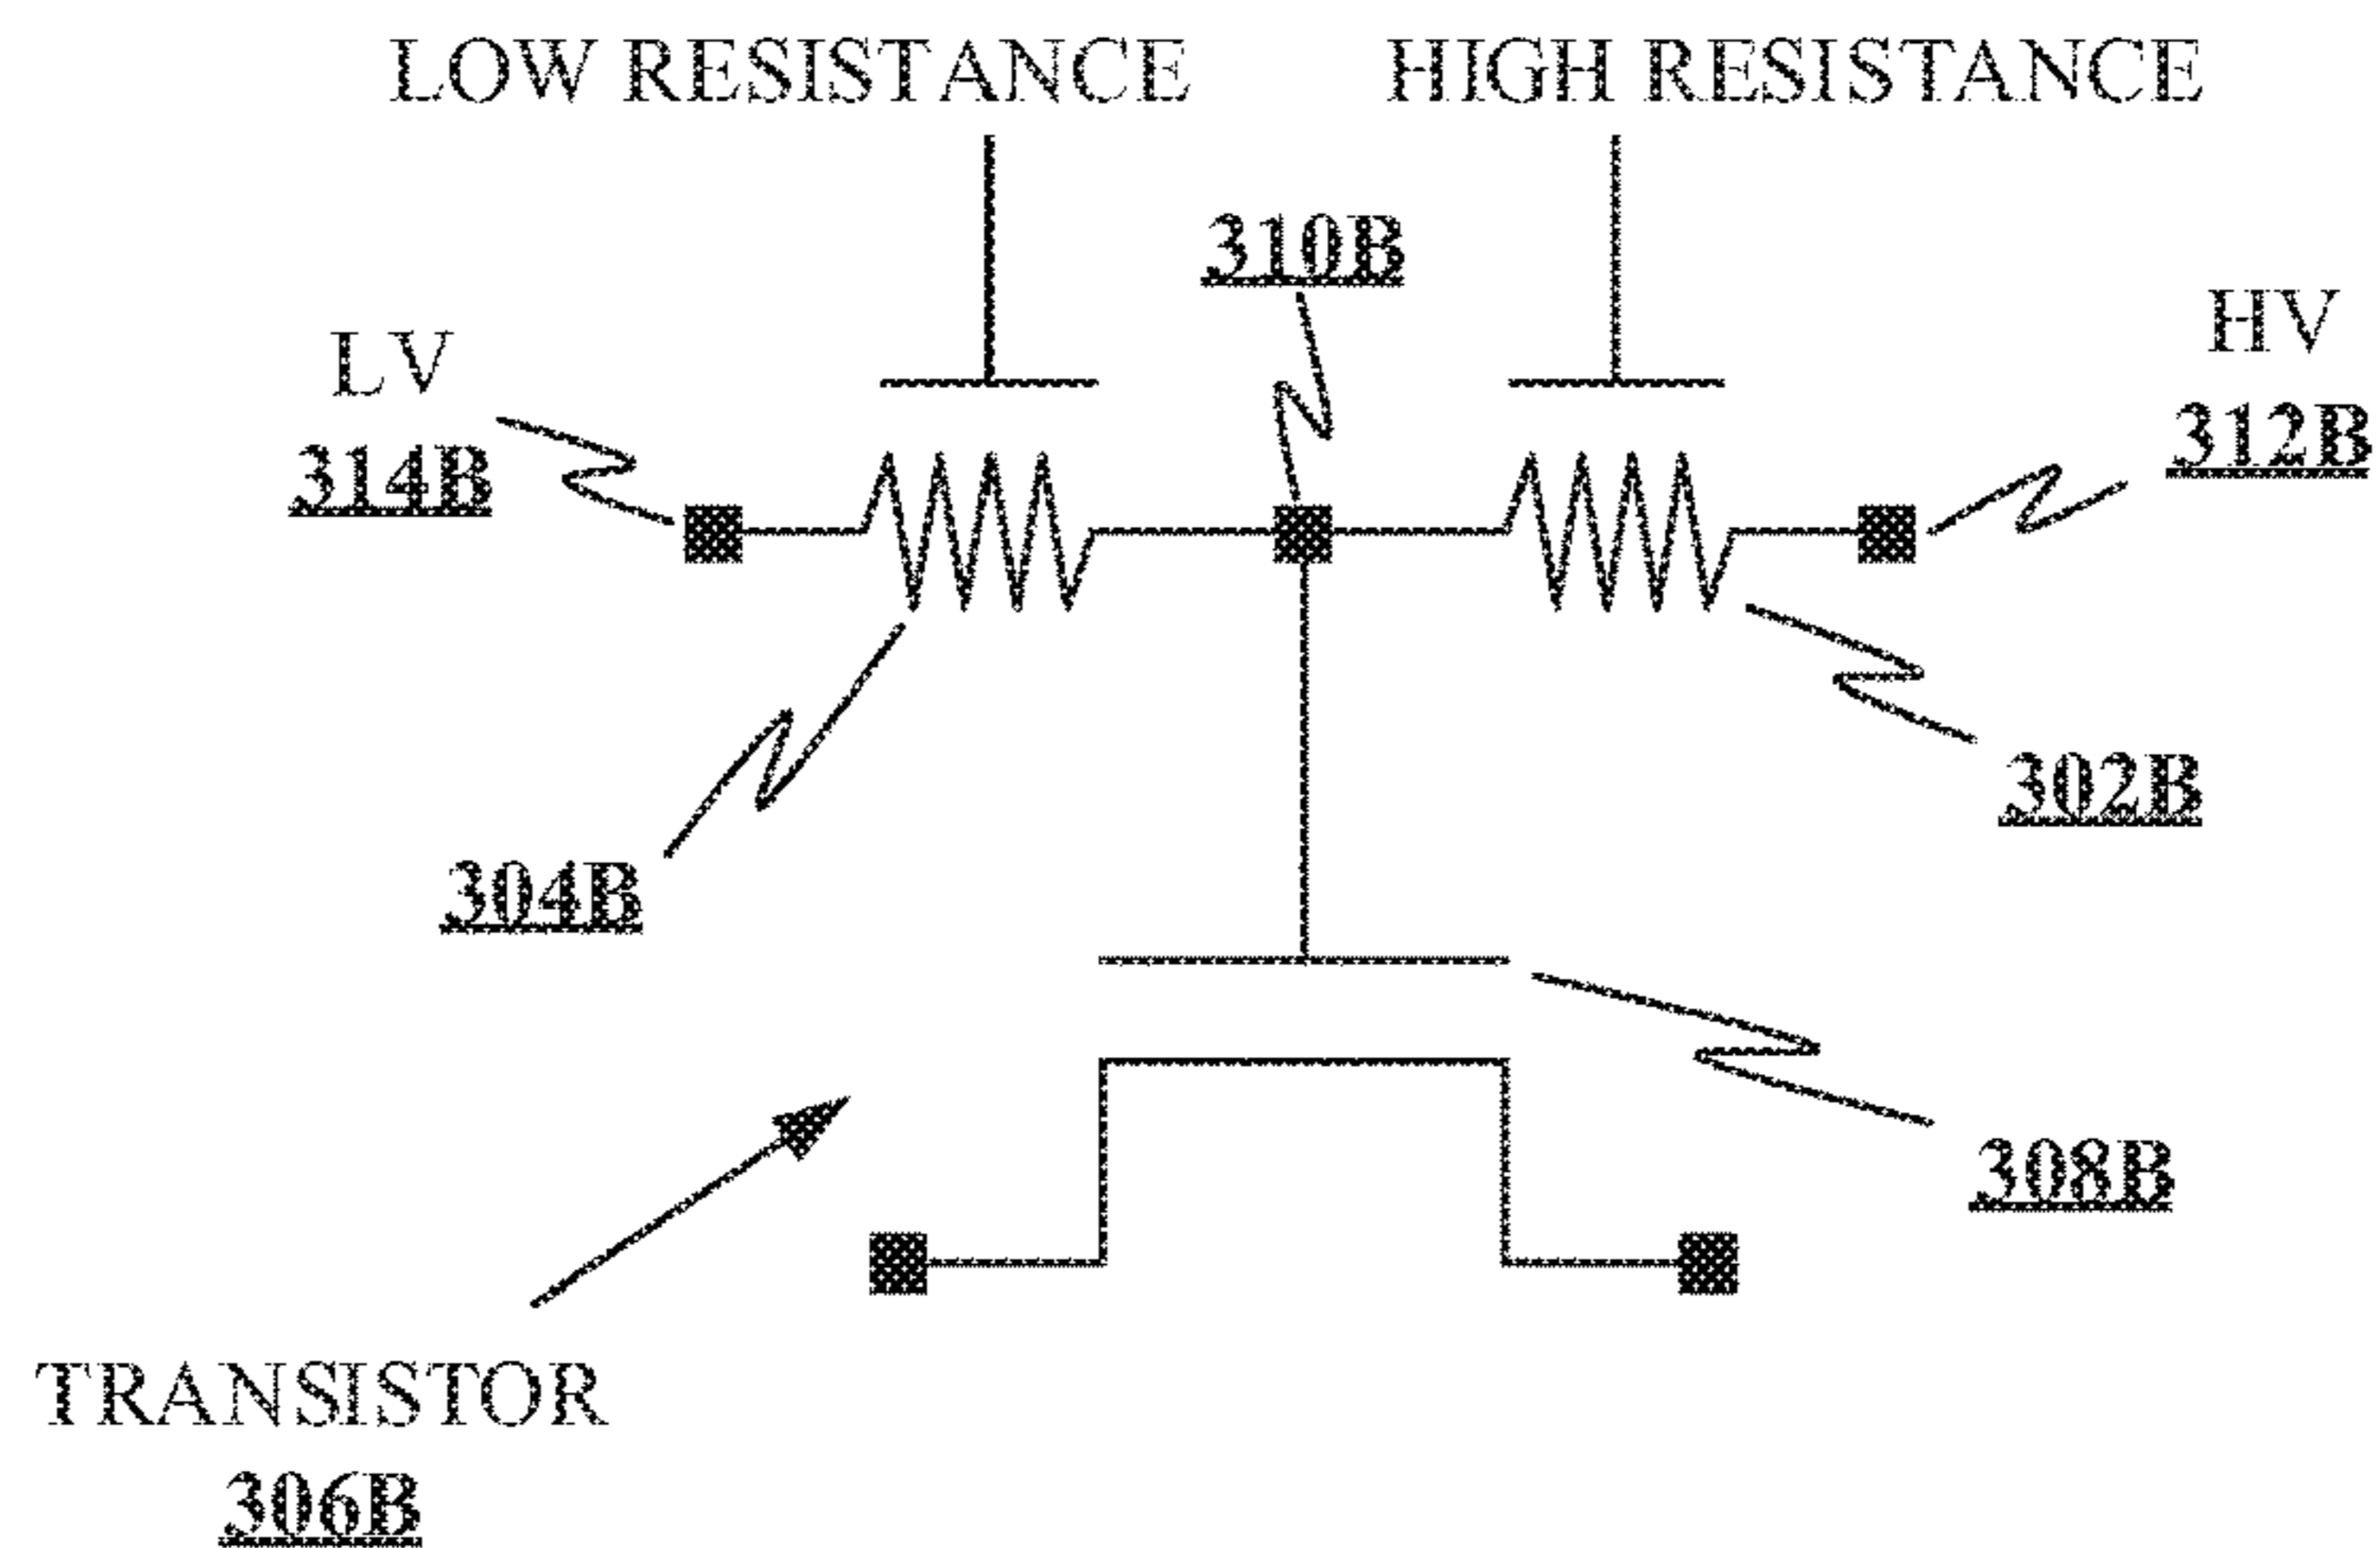 LOW RESISTANCE
HIGH RESISTANCE
310B
LV
314B
HV
312B
304B
302B
308B
TRANSISTOR
306B